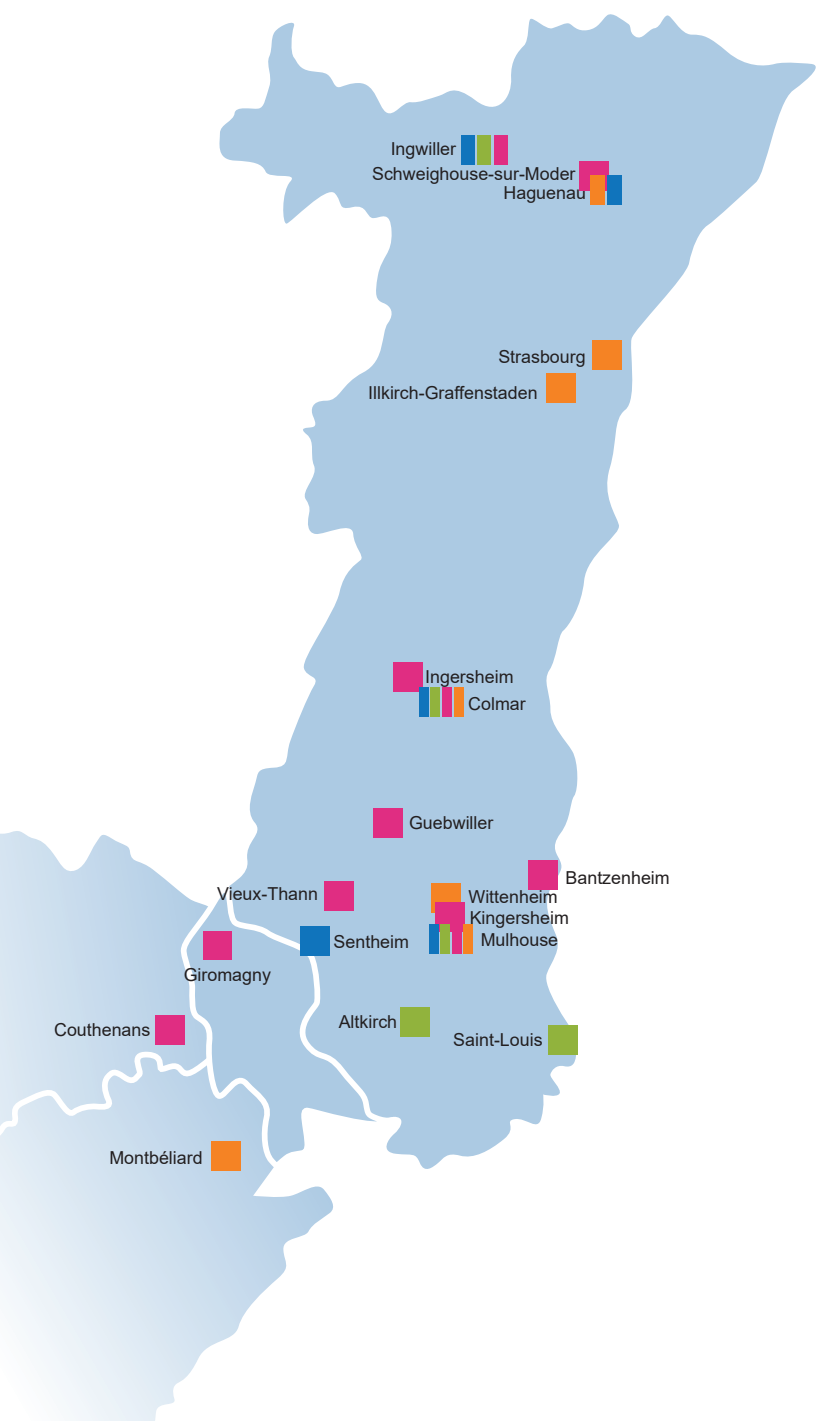 Ingwiller
Schweighouse-sur-Moder
Haguenau
Strasbourg
Illkirch-Graffenstaden
Ingersheim
Colmar
Guebwiller
Bantzenheim
Vieux-Thann
Wittenheim
Kingersheim
Mulhouse
Sentheim
Giromagny
Altkirch
Couthenans
Saint-Louis
Montbéliard